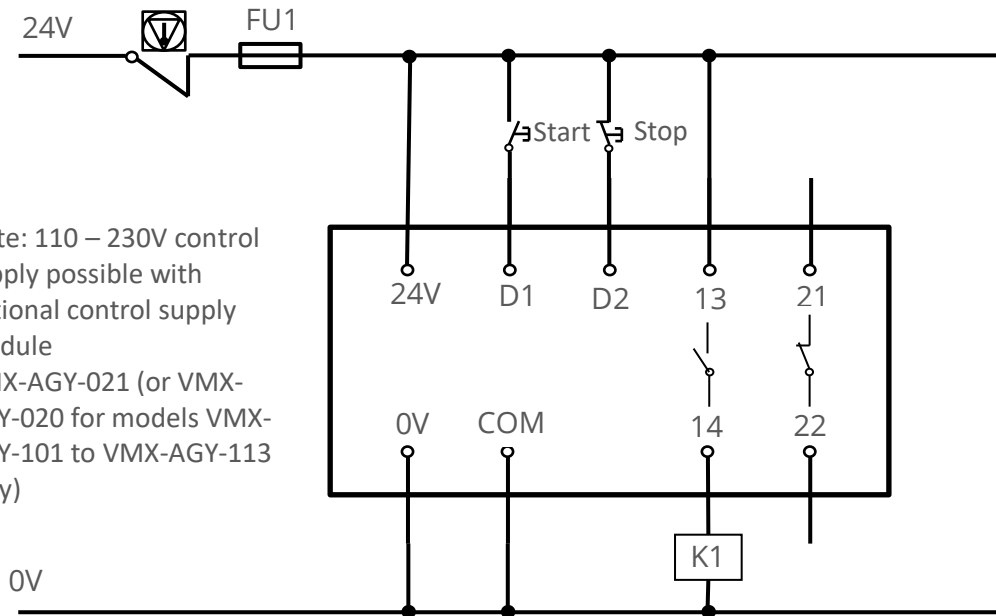 24V
FU1
Start
Stop
te: 110 – 230V control
pply possible with
tional control supply
dule
MX-AGY-021 (or VMX-
GY-020 for models VMX-
GY-101 to VMX-AGY-113
y)
24V
D1
D2
13
21
0V
COM
14
22
K1
0V